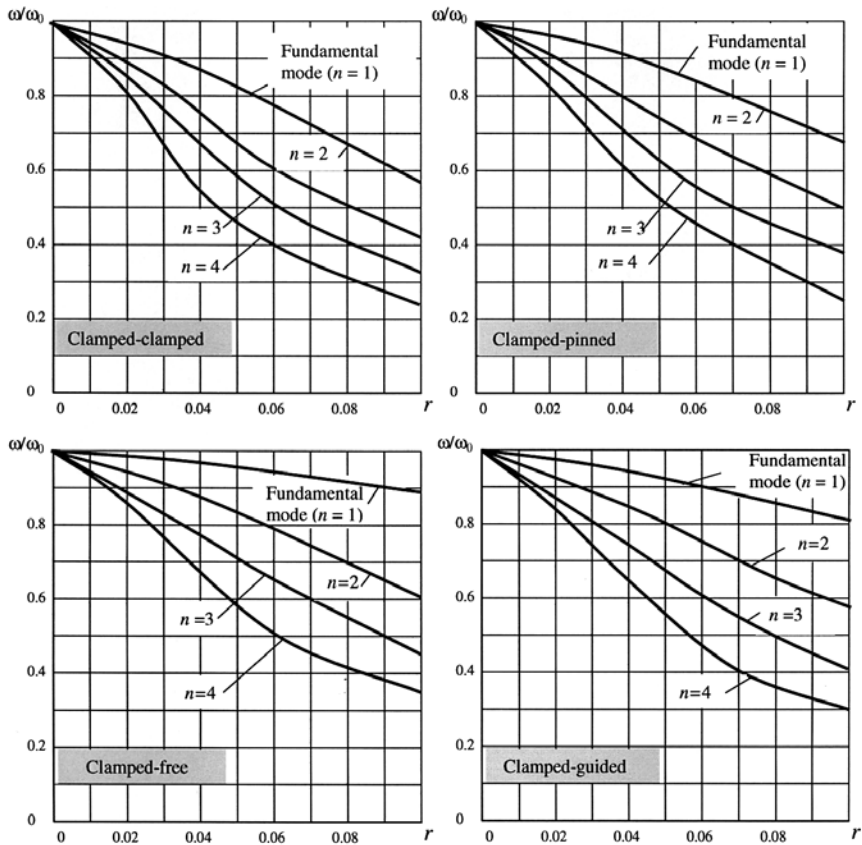 ω/ω₀
Fundamental
mode (n = 1)
0.8
n = 2
0.6
n = 3
0.4
n = 4
0.2
Clamped-clamped
0
0 0.02 0.04 0.06 0.08 r
ω/ω₀
Fundamental
mode (n = 1)
0.8
n = 2
0.6
n = 3
0.4
n = 4
0.2
Clamped-pinned
0
0 0.02 0.04 0.06 0.08 r
ω/ω₀
Fundamental
mode (n = 1)
0.8
n=2
0.6
n=3
0.4
n=4
0.2
Clamped-free
0
0 0.02 0.04 0.06 0.08 r
ω/ω₀
Fundamental
mode (n = 1)
0.8
n=2
0.6
n=3
0.4
n=4
0.2
Clamped-guided
0
0 0.02 0.04 0.06 0.08 r